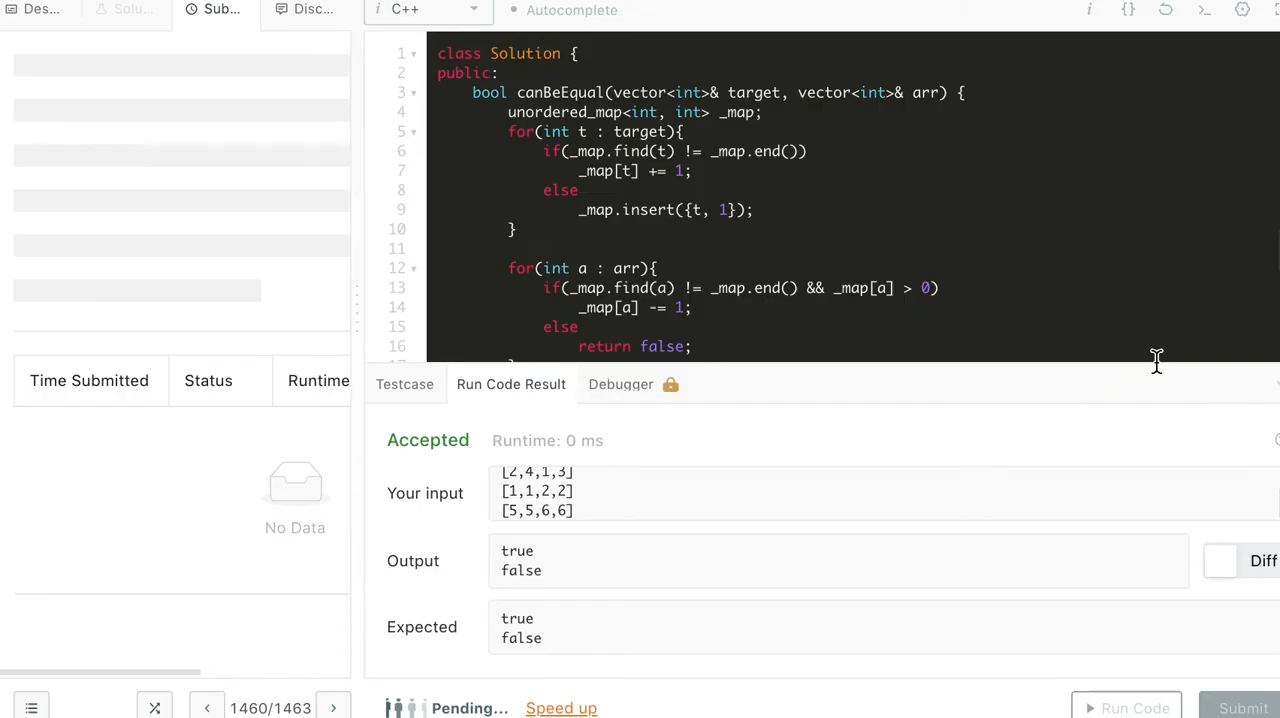 Des...
Solu...
Sub...
Disc...
i C++
Autocomplete
i {} >_
1 class Solution {
2 public:
3 bool canBeEqual(vector<int>& target, vector<int>& arr) {
4 unordered_map<int, int> _map;
5 for(int t : target){
6 if(_map.find(t) != _map.end())
7 _map[t] += 1;
8 else
9 _map.insert({t, 1});
10 }
11
12 for(int a : arr){
13 if(_map.find(a) != _map.end() && _map[a] > 0)
14 _map[a] -= 1;
15 else
16 return false;
Time Submitted Status Runtime
No Data
Testcase Run Code Result Debugger
Accepted Runtime: 0 ms
Your input
[2,4,1,3]
[1,1,2,2]
[5,5,6,6]
Output
true
false
Diff
Expected
true
false
1460/1463
Pending... Speed up
Run Code Submit